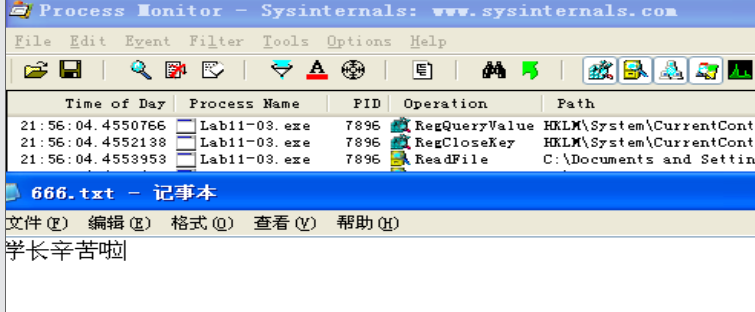 Process Monitor - Sysinternals: www.sysinternals.com
File Edit Event Filter Tools Options Help
Time of Day Process Name PID Operation Path
21:56:04.4550766 Lab11-03.exe 7896 RegQueryValue HKLM\System\CurrentCont
21:56:04.4552138 Lab11-03.exe 7896 RegCloseKey HKLM\System\CurrentCont
21:56:04.4553953 Lab11-03.exe 7896 ReadFile C:\Documents and Settin
666.txt - 记事本
文件(F) 编辑(E) 格式(O) 查看(V) 帮助(H)
学长辛苦啦